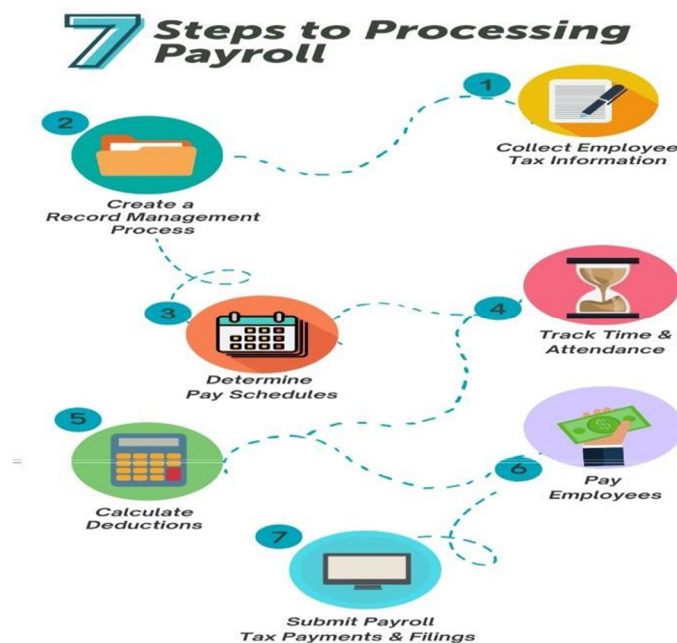 7 Steps to Processing
Payroll
1
Collect Employee
Tax Information
2
Create a
Record Management
Process
3
Determine
Pay Schedules
4
Track Time &
Attendance
5
Calculate
Deductions
6
Pay
Employees
7
Submit Payroll
Tax Payments & Filings